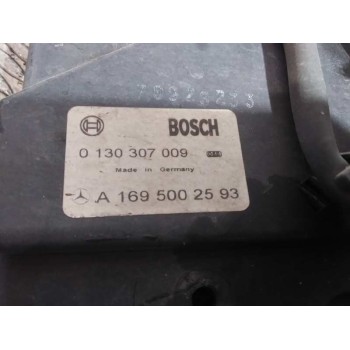 BOSCH
0 130 307 009
Made in Germany
A 169 500 25 93